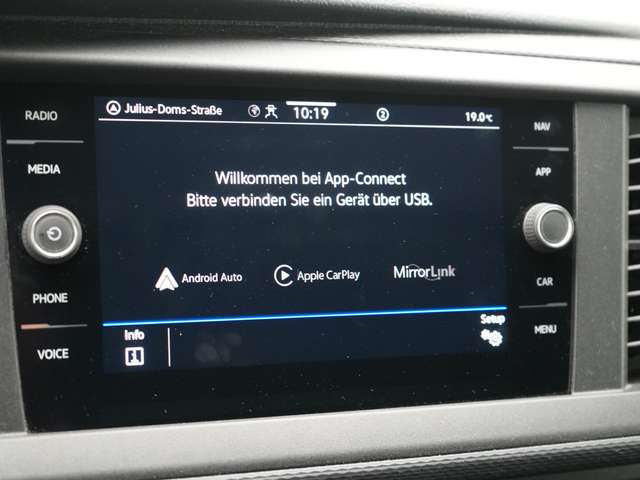 RADIO
MEDIA
PHONE
VOICE
Julius-Doms-Straße
10:19
2
19.0°C
Willkommen bei App-Connect
Bitte verbinden Sie ein Gerät über USB.
Android Auto
Apple CarPlay
MirrorLink
Info
Setup
NAV
APP
CAR
MENU